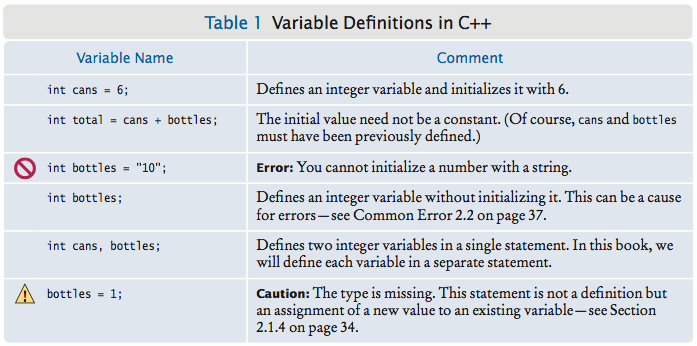 Table 1 Variable Definitions in C++
Variable Name
Comment
int cans = 6;
Defines an integer variable and initializes it with 6.
int total = cans + bottles;
The initial value need not be a constant. (Of course, cans and bottles
must have been previously defined.)
int bottles = "10";
Error: You cannot initialize a number with a string.
int bottles;
Defines an integer variable without initializing it. This can be a cause
for errors—see Common Error 2.2 on page 37.
int cans, bottles;
Defines two integer variables in a single statement. In this book, we
will define each variable in a separate statement.
bottles = 1;
Caution: The type is missing. This statement is not a definition but
an assignment of a new value to an existing variable—see Section
2.1.4 on page 34.